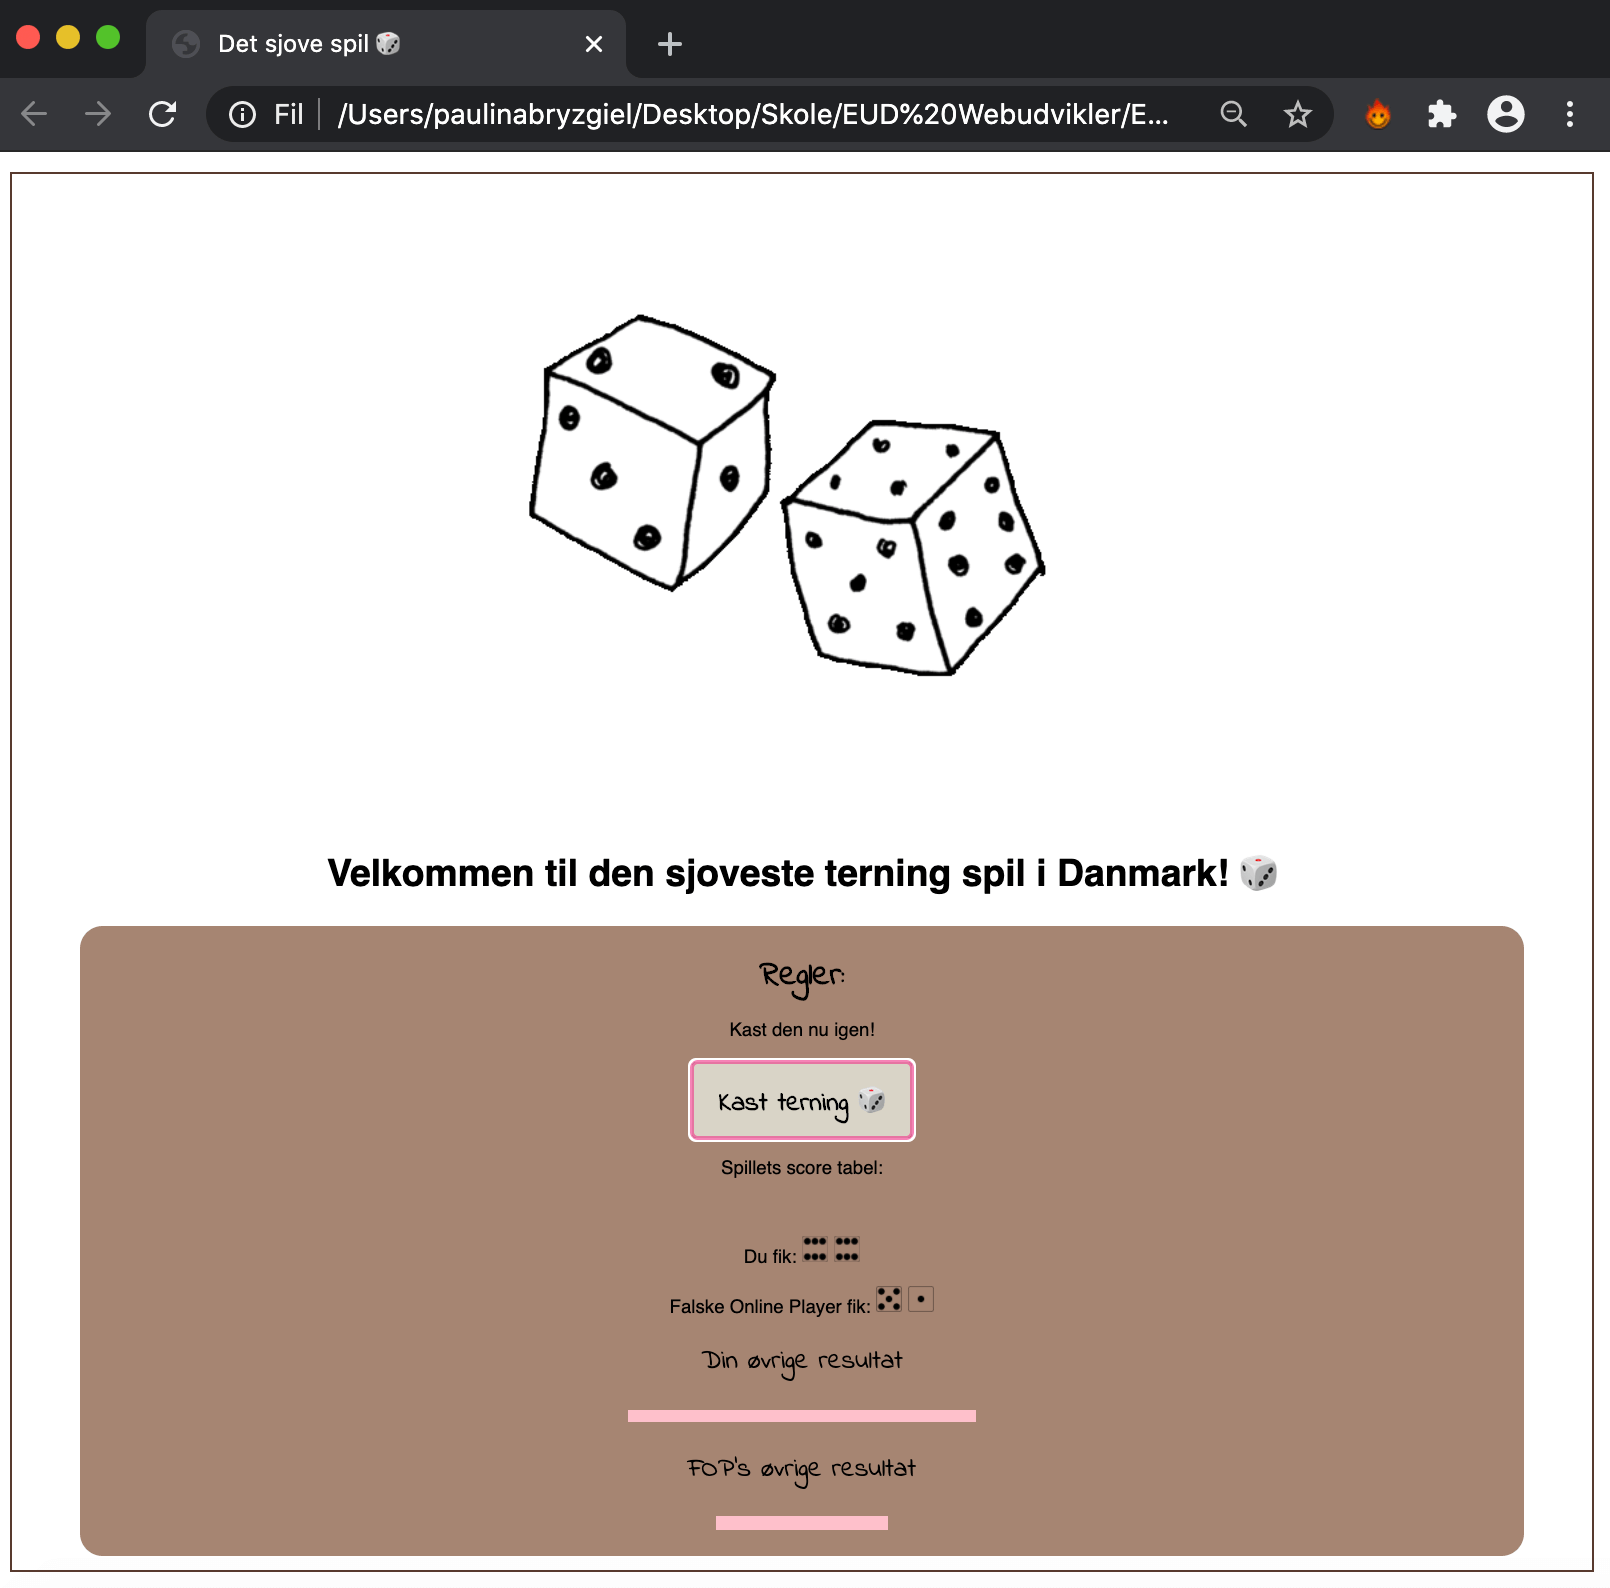 Det sjove spil 🎲
Fil | /Users/paulinabryzgiel/Desktop/Skole/EUD%20Webudvikler/E...
Velkommen til den sjoveste terning spil i Danmark! 🎲
Regler:
Kast den nu igen!
Kast terning 🎲
Spillets score tabel:
Du fik:
Falske Online Player fik:
Din øvrige resultat
FOP's øvrige resultat